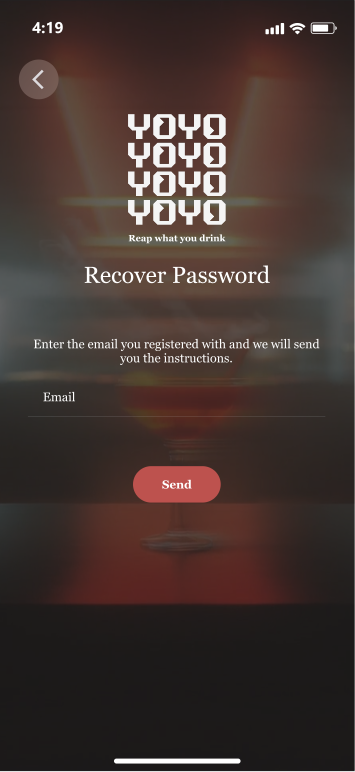 4:19
YOYO
YOYO
YOYO
YOYO
Reap what you drink
Recover Password
Enter the email you registered with and we will send
you the instructions.
Email
Send